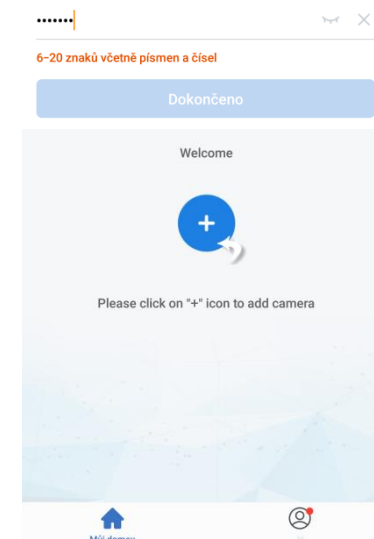 •••••••
6-20 znaků včetně písmen a čísel
Dokončeno
Welcome
Please click on "+" icon to add camera
Můj domov